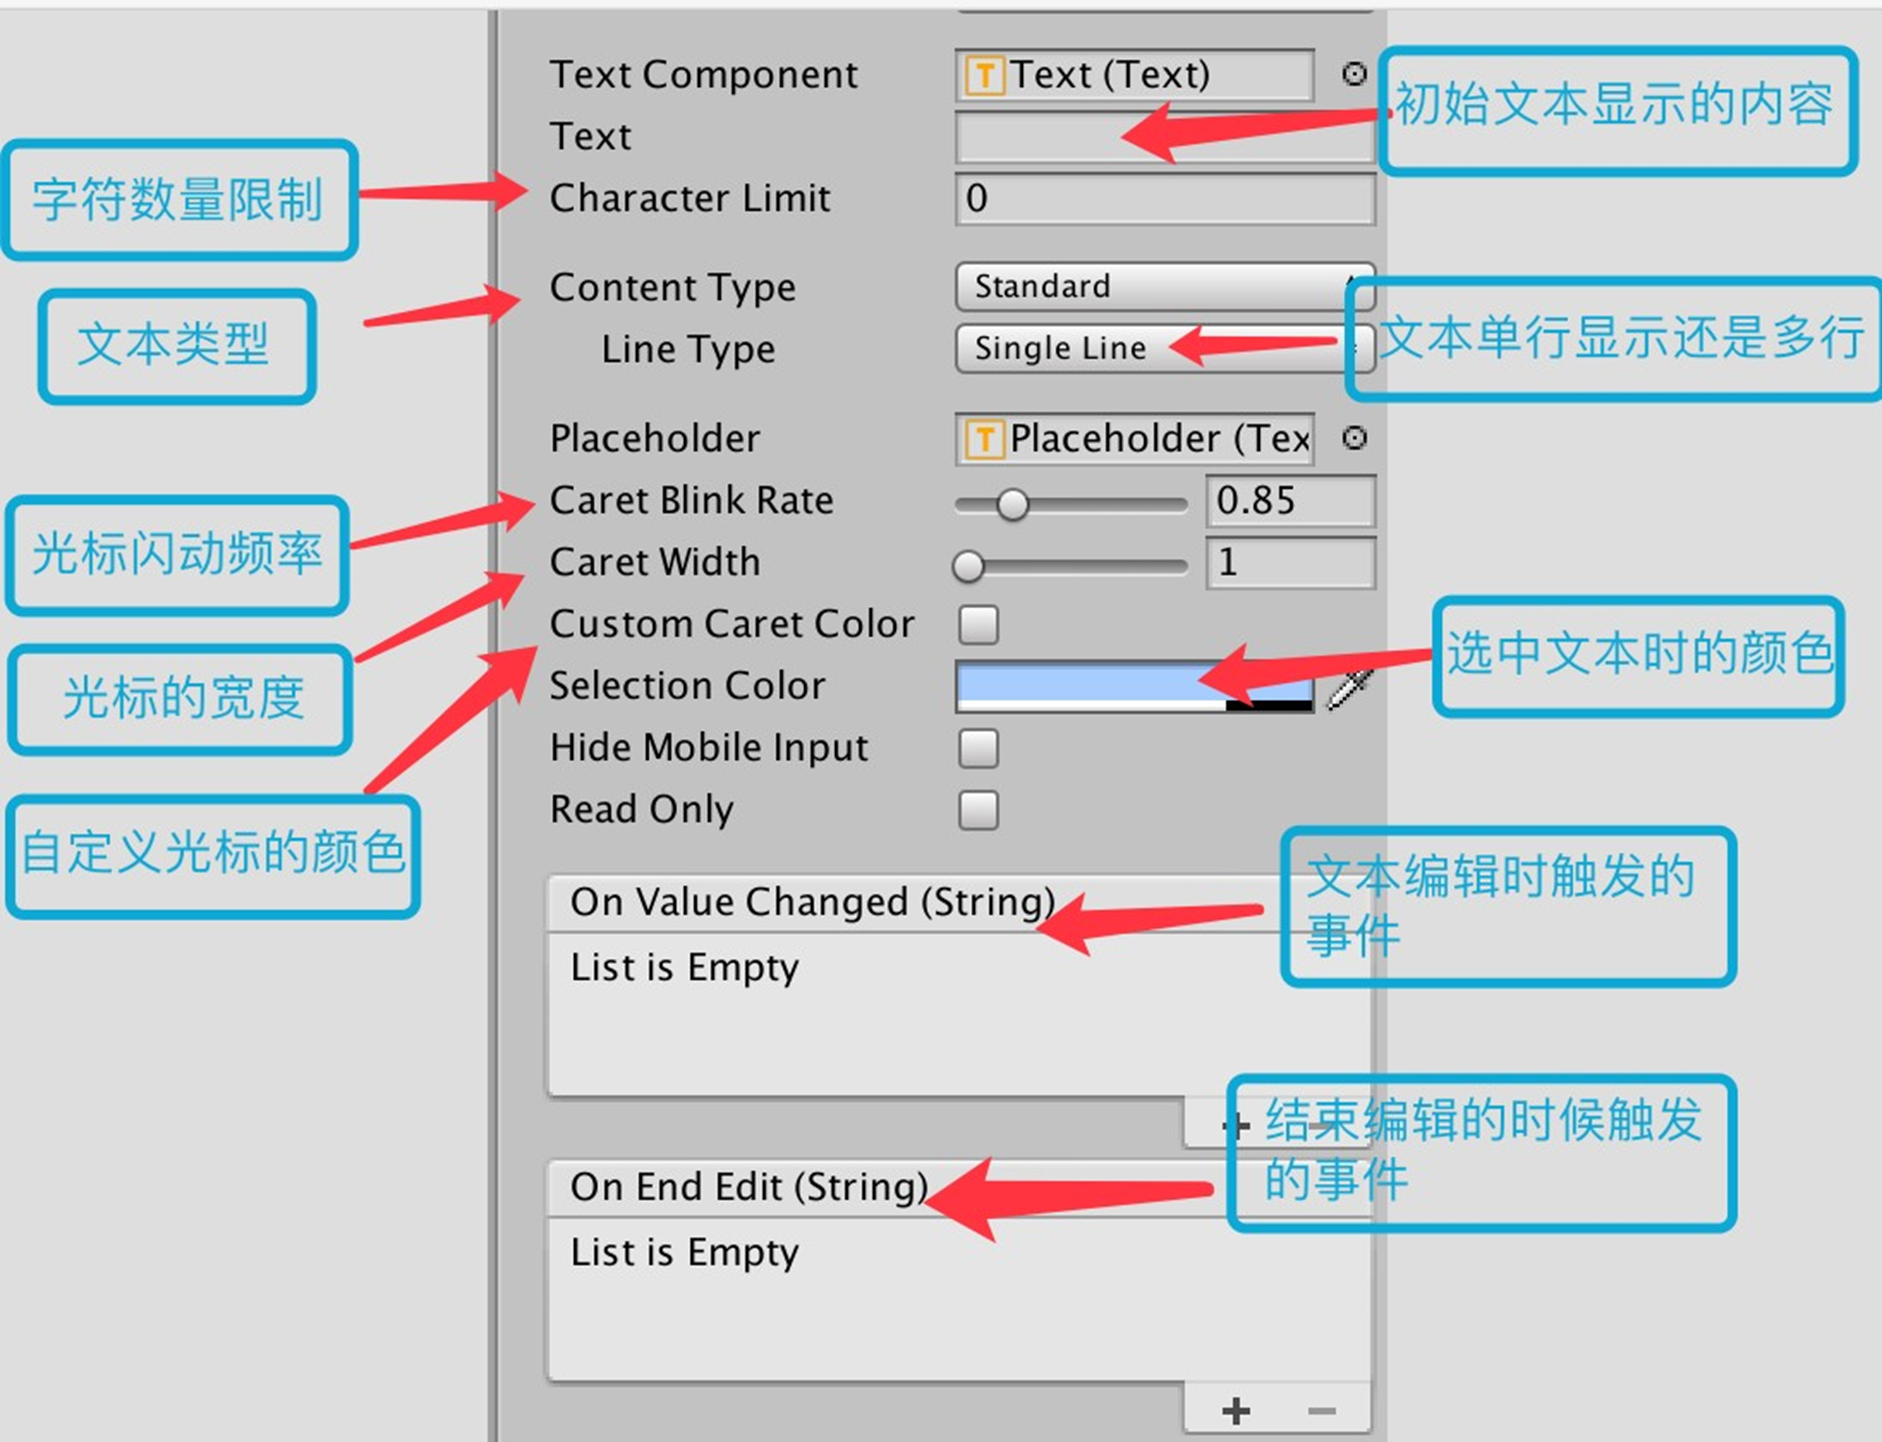 Text Component
T Text (Text)
初始文本显示的内容
Text
字符数量限制
Character Limit
0
Content Type
Standard
文本类型
Line Type
Single Line
文本单行显示还是多行
Placeholder
T Placeholder (Tex
光标闪动频率
Caret Blink Rate
0.85
Caret Width
1
光标的宽度
Custom Caret Color
Selection Color
选中文本时的颜色
Hide Mobile Input
Read Only
自定义光标的颜色
On Value Changed (String)
文本编辑时触发的
事件
List is Empty
+ −
结束编辑的时候触发
的事件
On End Edit (String)
List is Empty
+ −